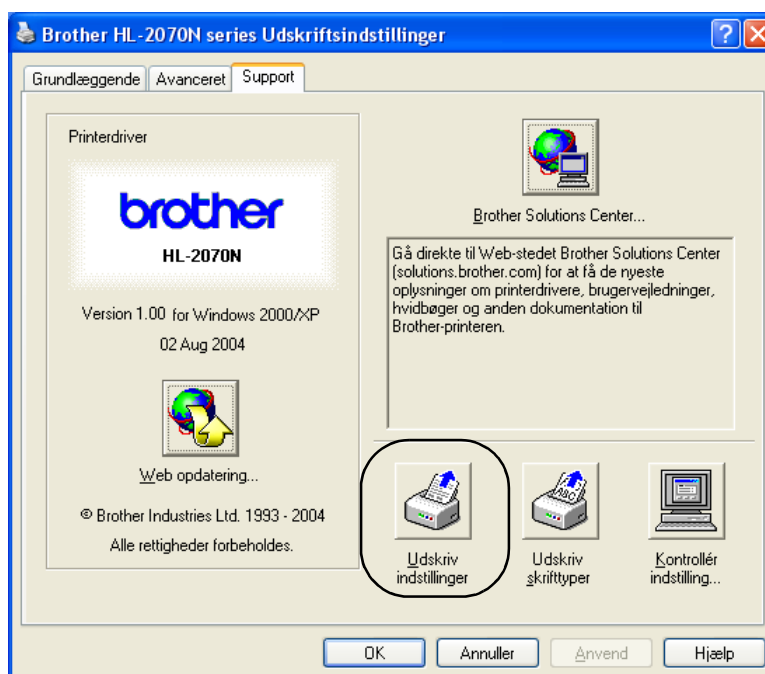 Brother HL-2070N series Udskriftsindstillinger
Grundlæggende
Avanceret
Support
Printerdriver
brother
HL-2070N
Version 1.00 for Windows 2000/XP
02 Aug 2004
Web opdatering...
© Brother Industries Ltd. 1993 - 2004
Alle rettigheder forbeholdes.
Brother Solutions Center...
Gå direkte til Web-stedet Brother Solutions Center
(solutions.brother.com) for at få de nyeste
oplysninger om printerdrivere, brugervejledninger,
hvidbøger og anden dokumentation til
Brother-printeren.
Udskriv
indstillinger
ABC
Udskriv
skrifttyper
Kontrollér
indstilling...
OK
Annuller
Anvend
Hjælp